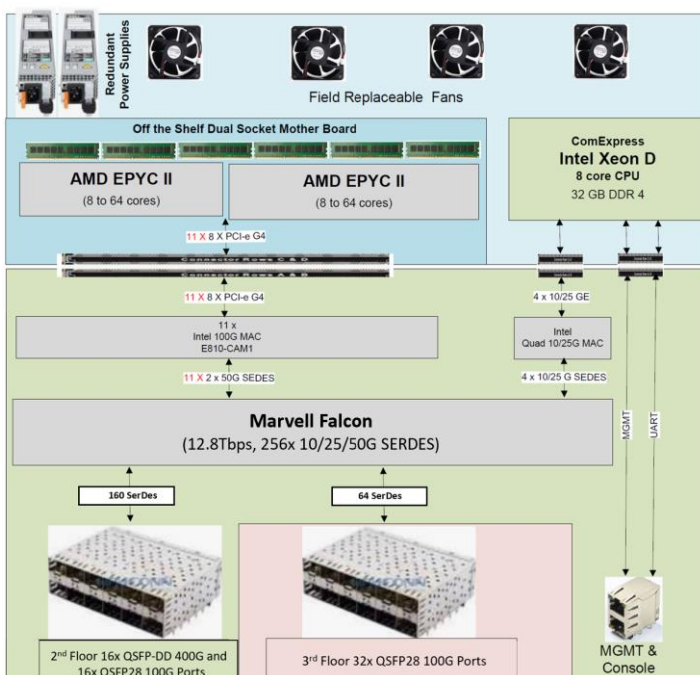 Redundant
Power Supplies
Field Replaceable Fans
Off the Shelf Dual Socket Mother Board
AMD EPYC II
(8 to 64 cores)
AMD EPYC II
(8 to 64 cores)
ComExpress
Intel Xeon D
8 core CPU
32 GB DDR 4
11 X 8 X PCI-e G4
Connector Rows C & D
Connector Rows A & B
11 X 8 X PCI-e G4
4 x 10/25 GE
11 x
Intel 100G MAC
E810-CAM1
Intel
Quad 10/25G MAC
11 X 2 x 50G SEDES
4 x 10/25 G SEDES
MGMT
UART
Marvell Falcon
(12.8Tbps, 256x 10/25/50G SERDES)
160 SerDes
64 SerDes
2nd Floor 16x QSFP-DD 400G and
16x QSFP28 100G Ports
3rd Floor 32x QSFP28 100G Ports
MGMT &
Console